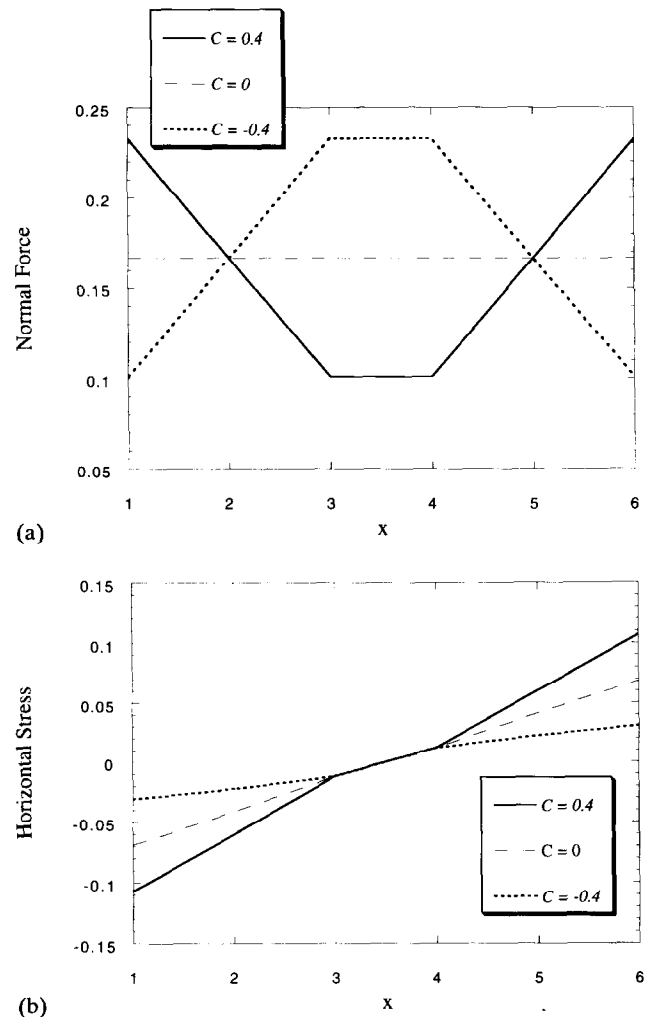 C = 0.4
C = 0
C = -0.4
0.25
0.2
0.15
0.1
0.05
Normal Force
1 2 3 4 5 6
x
(a)
0.15
0.1
0.05
0
-0.05
-0.1
-0.15
Horizontal Stress
C = 0.4
C = 0
C = -0.4
1 2 3 4 5 6
x
(b)